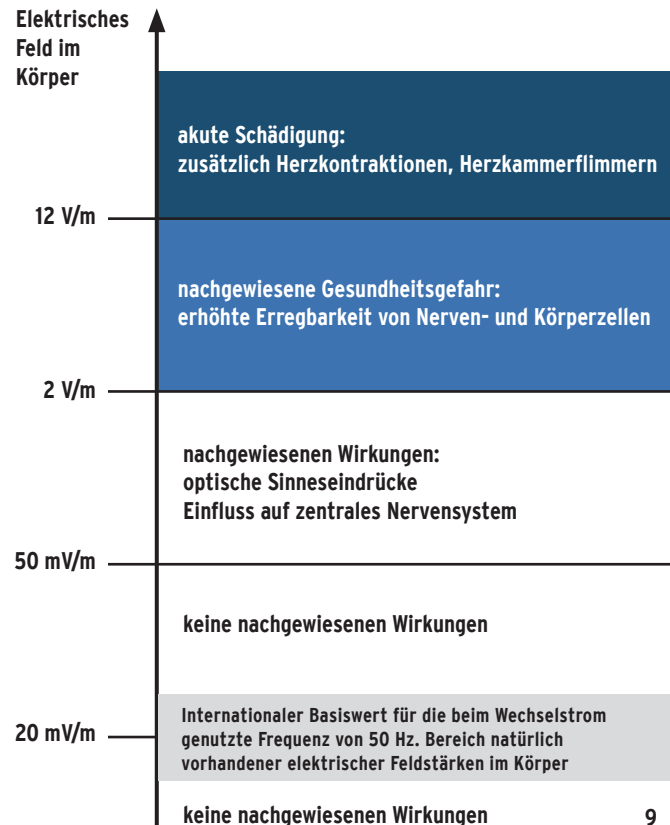 Elektrisches
Feld im
Körper
akute Schädigung:
zusätzlich Herzkontraktionen, Herzkammerflimmern
12 V/m
nachgewiesene Gesundheitsgefahr:
erhöhte Erregbarkeit von Nerven- und Körperzellen
2 V/m
nachgewiesenen Wirkungen:
optische Sinneseindrücke
Einfluss auf zentrales Nervensystem
50 mV/m
keine nachgewiesenen Wirkungen
20 mV/m
Internationaler Basiswert für die beim Wechselstrom
genutzte Frequenz von 50 Hz. Bereich natürlich
vorhandener elektrischer Feldstärken im Körper
keine nachgewiesenen Wirkungen
9